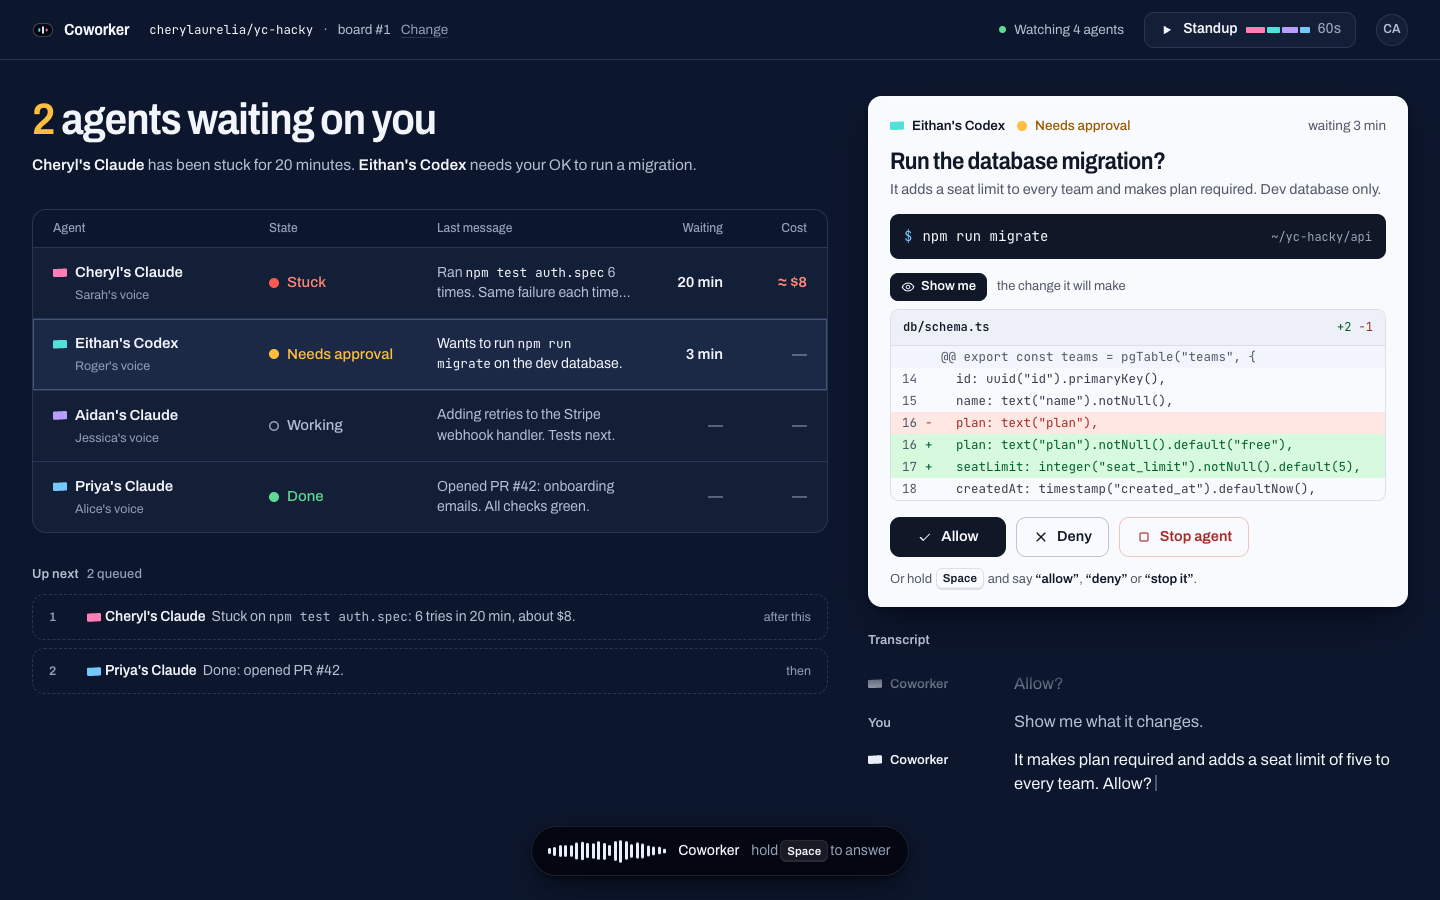 Coworker cherylaurelia/yc-hacky · board #1 Change
Watching 4 agents
Standup 60s
CA
2 agents waiting on you
Cheryl's Claude has been stuck for 20 minutes. Eithan's Codex needs your OK to run a migration.
Agent State Last message Waiting Cost
Cheryl's Claude
Sarah's voice
Stuck
Ran npm test auth.spec 6
times. Same failure each time…
20 min
≈ $8
Eithan's Codex
Roger's voice
Needs approval
Wants to run npm run
migrate on the dev database.
3 min
—
Aidan's Claude
Jessica's voice
Working
Adding retries to the Stripe
webhook handler. Tests next.
—
—
Priya's Claude
Alice's voice
Done
Opened PR #42: onboarding
emails. All checks green.
—
—
Up next 2 queued
1 Cheryl's Claude Stuck on npm test auth.spec: 6 tries in 20 min, about $8. after this
2 Priya's Claude Done: opened PR #42. then
Eithan's Codex Needs approval waiting 3 min
Run the database migration?
It adds a seat limit to every team and makes plan required. Dev database only.
$ npm run migrate ~/yc-hacky/api
Show me the change it will make
db/schema.ts +2 -1
@@ export const teams = pgTable("teams", {
14 id: uuid("id").primaryKey(),
15 name: text("name").notNull(),
16 - plan: text("plan"),
16 + plan: text("plan").notNull().default("free"),
17 + seatLimit: integer("seat_limit").notNull().default(5),
18 createdAt: timestamp("created_at").defaultNow(),
Allow Deny Stop agent
Or hold Space and say “allow”, “deny” or “stop it”.
Transcript
Coworker Allow?
You Show me what it changes.
Coworker It makes plan required and adds a seat limit of five to
every team. Allow?
Coworker hold Space to answer